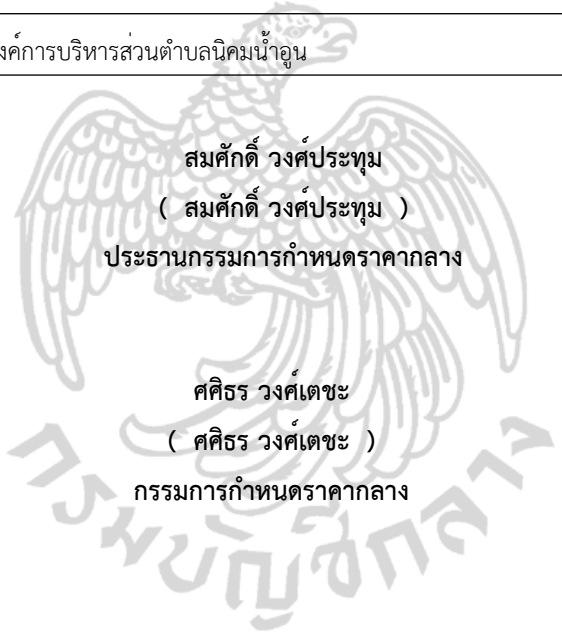 งค์การบริหารส่วนตำบลนิคมน้ำอูน
สมศักดิ์ วงศ์ประทุม
( สมศักดิ์ วงศ์ประทุม )
ประธานกรรมการกำหนดราคากลาง
ศศิธร วงศ์เตชะ
( ศศิธร วงศ์เตชะ )
กรรมการกำหนดราคากลาง
กรมบัญชีกลาง